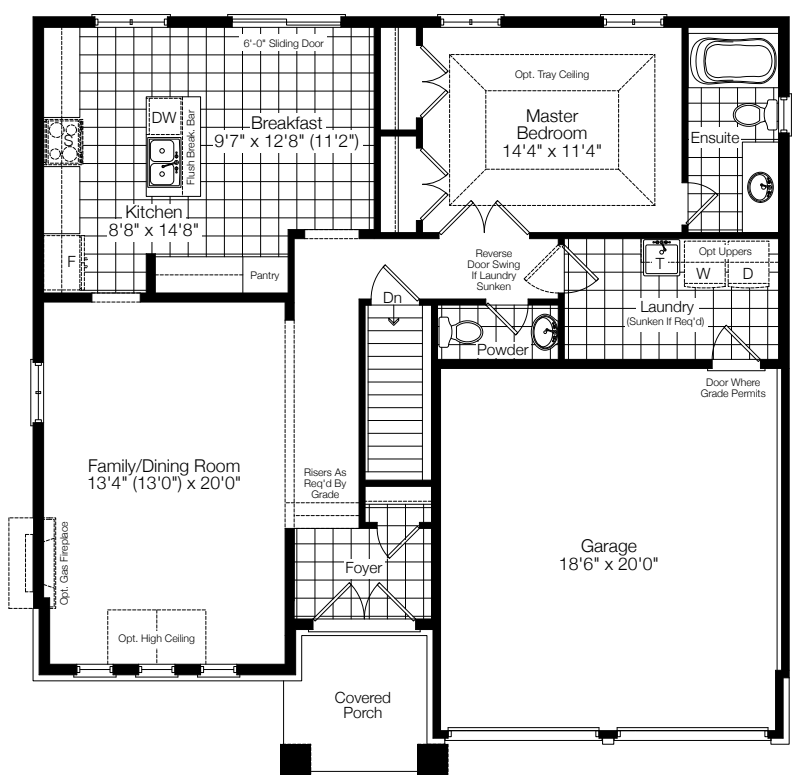 6'-0" Sliding Door
Opt. Tray Ceiling
DW
Flush Break. Bar
Breakfast
9'7" x 12'8" (11'2")
Master
Bedroom
14'4" x 11'4"
Ensuite
S
Kitchen
8'8" x 14'8"
F
Pantry
Reverse
Door Swing
If Laundry
Sunken
T
Opt Uppers
W
D
Dn
Laundry
(Sunken If Req'd)
Powder
Door Where
Grade Permits
Family/Dining Room
13'4" (13'0") x 20'0"
Risers As
Req'd By
Grade
Opt. Gas Fireplace
Foyer
Garage
18'6" x 20'0"
Opt. High Ceiling
Covered
Porch